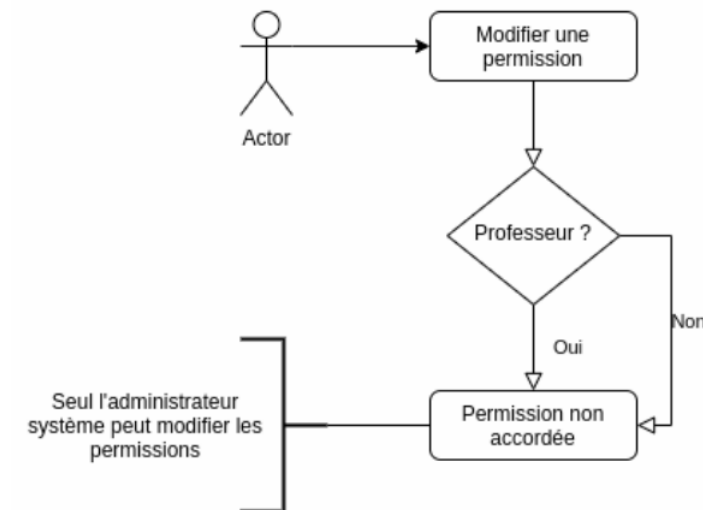 Modifier une
permission
Actor
Professeur ?
Non
Oui
Seul l'administrateur
système peut modifier les
permissions
Permission non
accordée